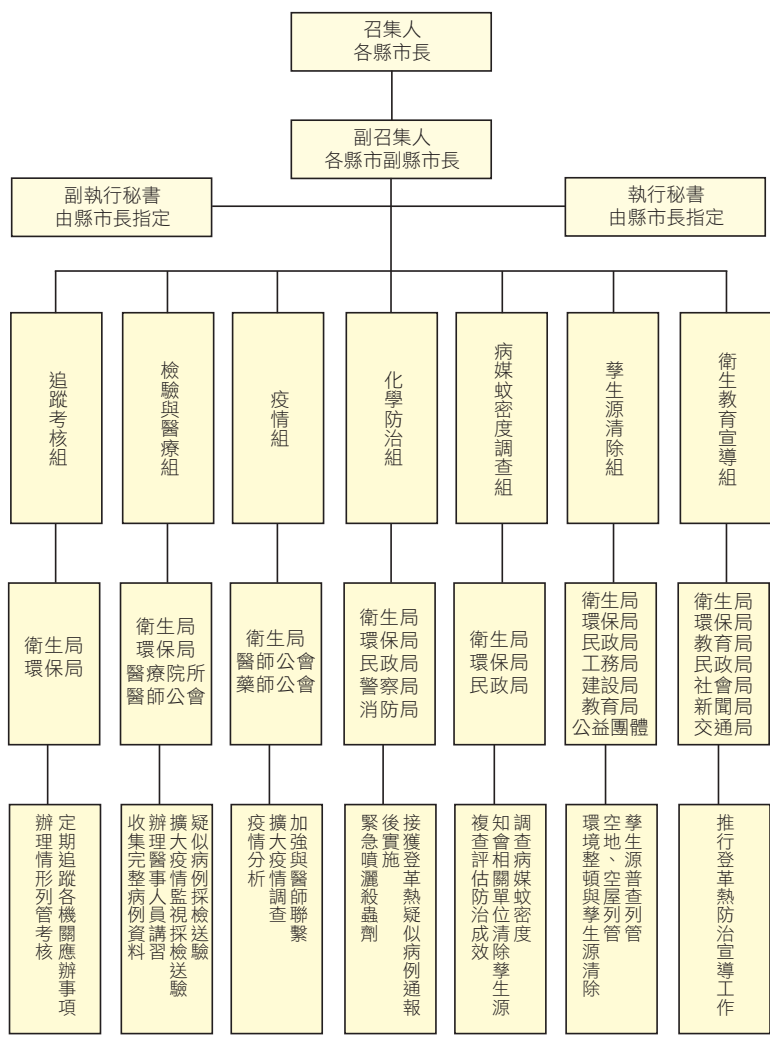 召集人
各縣市長
副召集人
各縣市副縣市長
副執行秘書
由縣市長指定
執行秘書
由縣市長指定
追蹤考核組
檢驗與醫療組
疫情組
化學防治組
病媒蚊密度調查組
孳生源清除組
衛生教育宣導組
衛生局
環保局
衛生局
環保局
醫療院所
醫師公會
衛生局
醫師公會
藥師公會
衛生局
環保局
民政局
警察局
消防局
衛生局
環保局
民政局
衛生局
環保局
民政局
工務局
建設局
教育局
公益團體
衛生局
環保局
教育局
民政局
社會局
新聞局
交通局
定期追蹤各機關應辦事項
辦理情形列管考核
疑似病例採檢送驗
擴大疫情監視採檢送驗
辦理醫事人員講習
收集完整病例資料
加強與醫師聯繫
擴大疫情調查
疫情分析
接獲登革熱疑似病例通報
後實施
緊急噴灑殺蟲劑
調查病媒蚊密度
知會相關單位清除孳生源
複查評估防治成效
孳生源普查列管
空地、空屋列管
環境整頓與孳生源清除
推行登革熱防治宣導工作